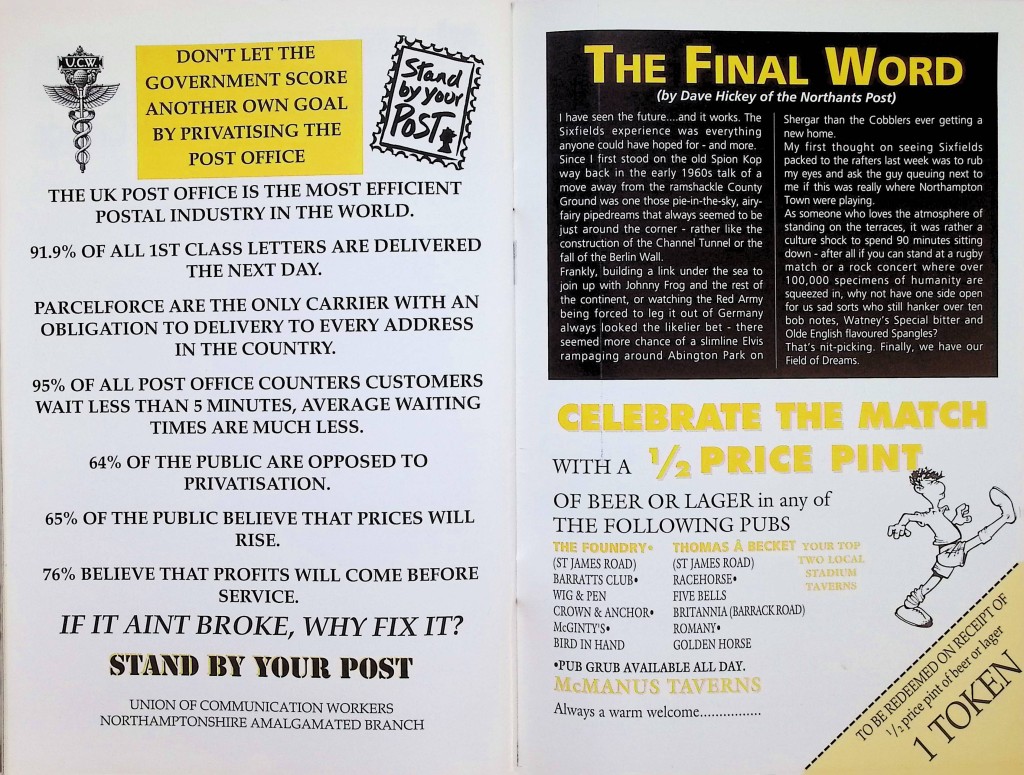 U.C.W.
DON'T LET THE
GOVERNMENT SCORE
ANOTHER OWN GOAL
BY PRIVATISING THE
POST OFFICE
Stand
by your
POST
THE UK POST OFFICE IS THE MOST EFFICIENT
POSTAL INDUSTRY IN THE WORLD.
91.9% OF ALL 1ST CLASS LETTERS ARE DELIVERED
THE NEXT DAY.
PARCELFORCE ARE THE ONLY CARRIER WITH AN
OBLIGATION TO DELIVERY TO EVERY ADDRESS
IN THE COUNTRY.
95% OF ALL POST OFFICE COUNTERS CUSTOMERS
WAIT LESS THAN 5 MINUTES, AVERAGE WAITING
TIMES ARE MUCH LESS.
64% OF THE PUBLIC ARE OPPOSED TO
PRIVATISATION.
65% OF THE PUBLIC BELIEVE THAT PRICES WILL
RISE.
76% BELIEVE THAT PROFITS WILL COME BEFORE
SERVICE.
IF IT AINT BROKE, WHY FIX IT?
STAND BY YOUR POST
UNION OF COMMUNICATION WORKERS
NORTHAMPTONSHIRE AMALGAMATED BRANCH
THE FINAL WORD
(by Dave Hickey of the Northants Post)
I have seen the future....and it works. The
Sixfields experience was everything
anyone could have hoped for - and more.
Since I first stood on the old Spion Kop
way back in the early 1960s talk of a
move away from the ramshackle County
Ground was one those pie-in-the-sky, airy-
fairy pipedreams that always seemed to be
just around the corner - rather like the
construction of the Channel Tunnel or the
fall of the Berlin Wall.
Frankly, building a link under the sea to
join up with Johnny Frog and the rest of
the continent, or watching the Red Army
being forced to leg it out of Germany
always looked the likelier bet - there
seemed more chance of a slimline Elvis
rampaging around Abington Park on
Shergar than the Cobblers ever getting a
new home.
My first thought on seeing Sixfields
packed to the rafters last week was to rub
my eyes and ask the guy queuing next to
me if this was really where Northampton
Town were playing.
As someone who loves the atmosphere of
standing on the terraces, it was rather a
culture shock to spend 90 minutes sitting
down - after all if you can stand at a rugby
match or a rock concert where over
100,000 specimens of humanity are
squeezed in, why not have one side open
for us sad sorts who still hanker over ten
bob notes, Watney's Special bitter and
Olde English flavoured Spangles?
That's nit-picking. Finally, we have our
Field of Dreams.
CELEBRATE THE MATCH
WITH A ½ PRICE PINT
OF BEER OR LAGER in any of
THE FOLLOWING PUBS
THE FOUNDRY•
(ST JAMES ROAD)
BARRATTS CLUB•
WIG & PEN
CROWN & ANCHOR•
McGINTY'S•
BIRD IN HAND
THOMAS À BECKET
(ST JAMES ROAD)
RACEHORSE•
FIVE BELLS
BRITANNIA (BARRACK ROAD)
ROMANY•
GOLDEN HORSE
YOUR TOP
TWO LOCAL
STADIUM
TAVERNS
•PUB GRUB AVAILABLE ALL DAY.
McMANUS TAVERNS
Always a warm welcome...............
TO BE REDEEMED ON RECEIPT OF
½ price pint of beer or lager
1 TOKEN